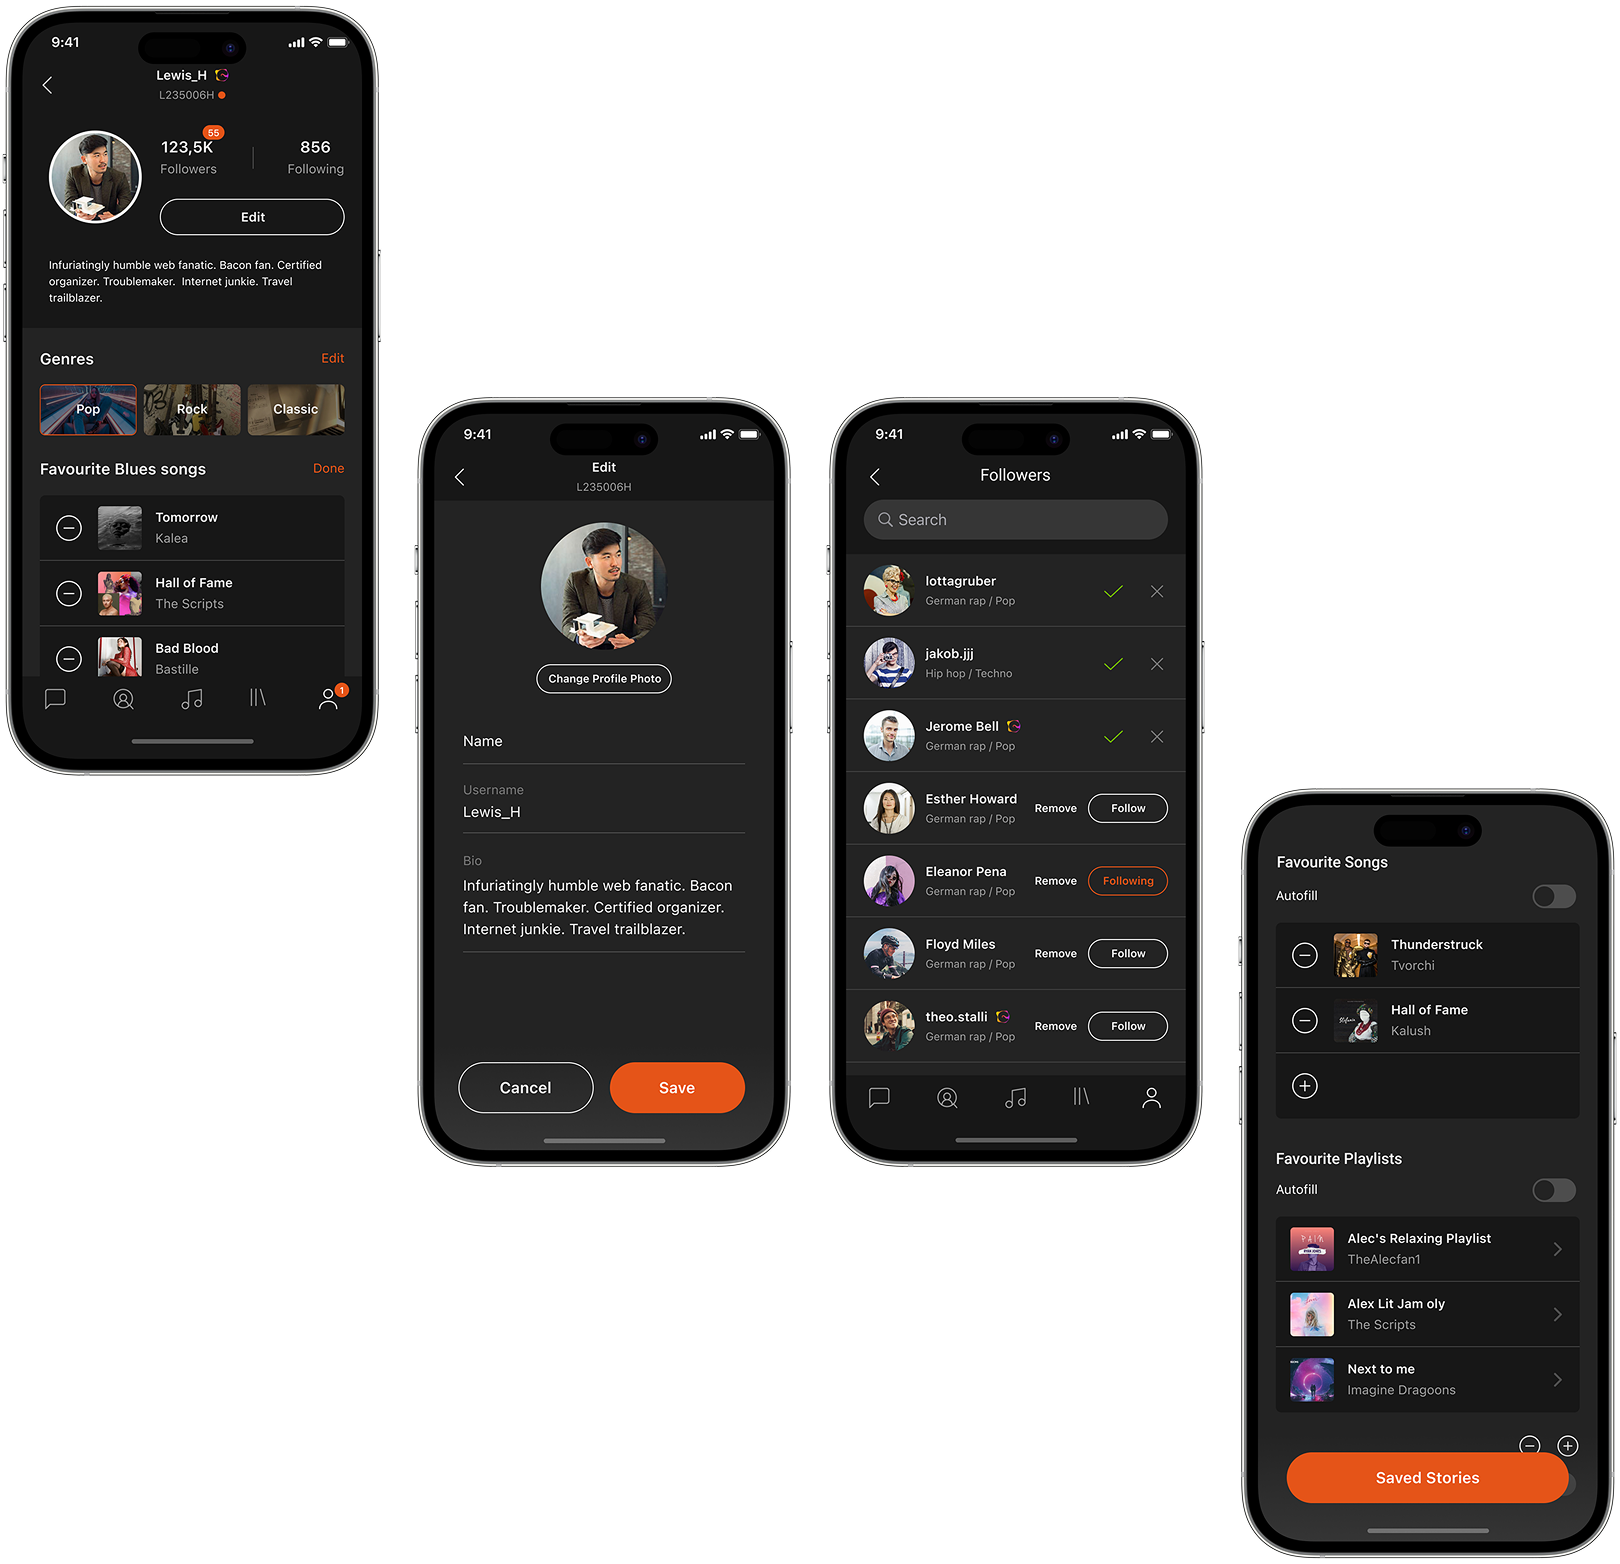 9:41
Lewis_H
L235006H
55
123,5K
856
Followers
Following
Edit
Infuriatingly humble web fanatic. Bacon fan. Certified
organizer. Troublemaker. Internet junkie. Travel
trailblazer.
Genres
Edit
Pop
Rock
Classic
Favourite Blues songs
Done
Tomorrow
Kalea
Hall of Fame
The Scripts
Bad Blood
Bastille
1
9:41
Edit
L235006H
Change Profile Photo
Name
Username
Lewis_H
Bio
Infuriatingly humble web fanatic. Bacon
fan. Troublemaker. Certified organizer.
Internet junkie. Travel trailblazer.
Cancel
Save
9:41
Followers
Search
lottagruber
German rap / Pop
jakob.jjj
Hip hop / Techno
Jerome Bell
German rap / Pop
Esther Howard
German rap / Pop
Remove
Follow
Eleanor Pena
German rap / Pop
Remove
Following
Floyd Miles
German rap / Pop
Remove
Follow
theo.stalli
German rap / Pop
Remove
Follow
Favourite Songs
Autofill
Thunderstruck
Tvorchi
Hall of Fame
Kalush
Favourite Playlists
Autofill
PAIN
Alec's Relaxing Playlist
TheAlecfan1
Alex Lit Jam oly
The Scripts
Next to me
Imagine Dragoons
Saved Stories